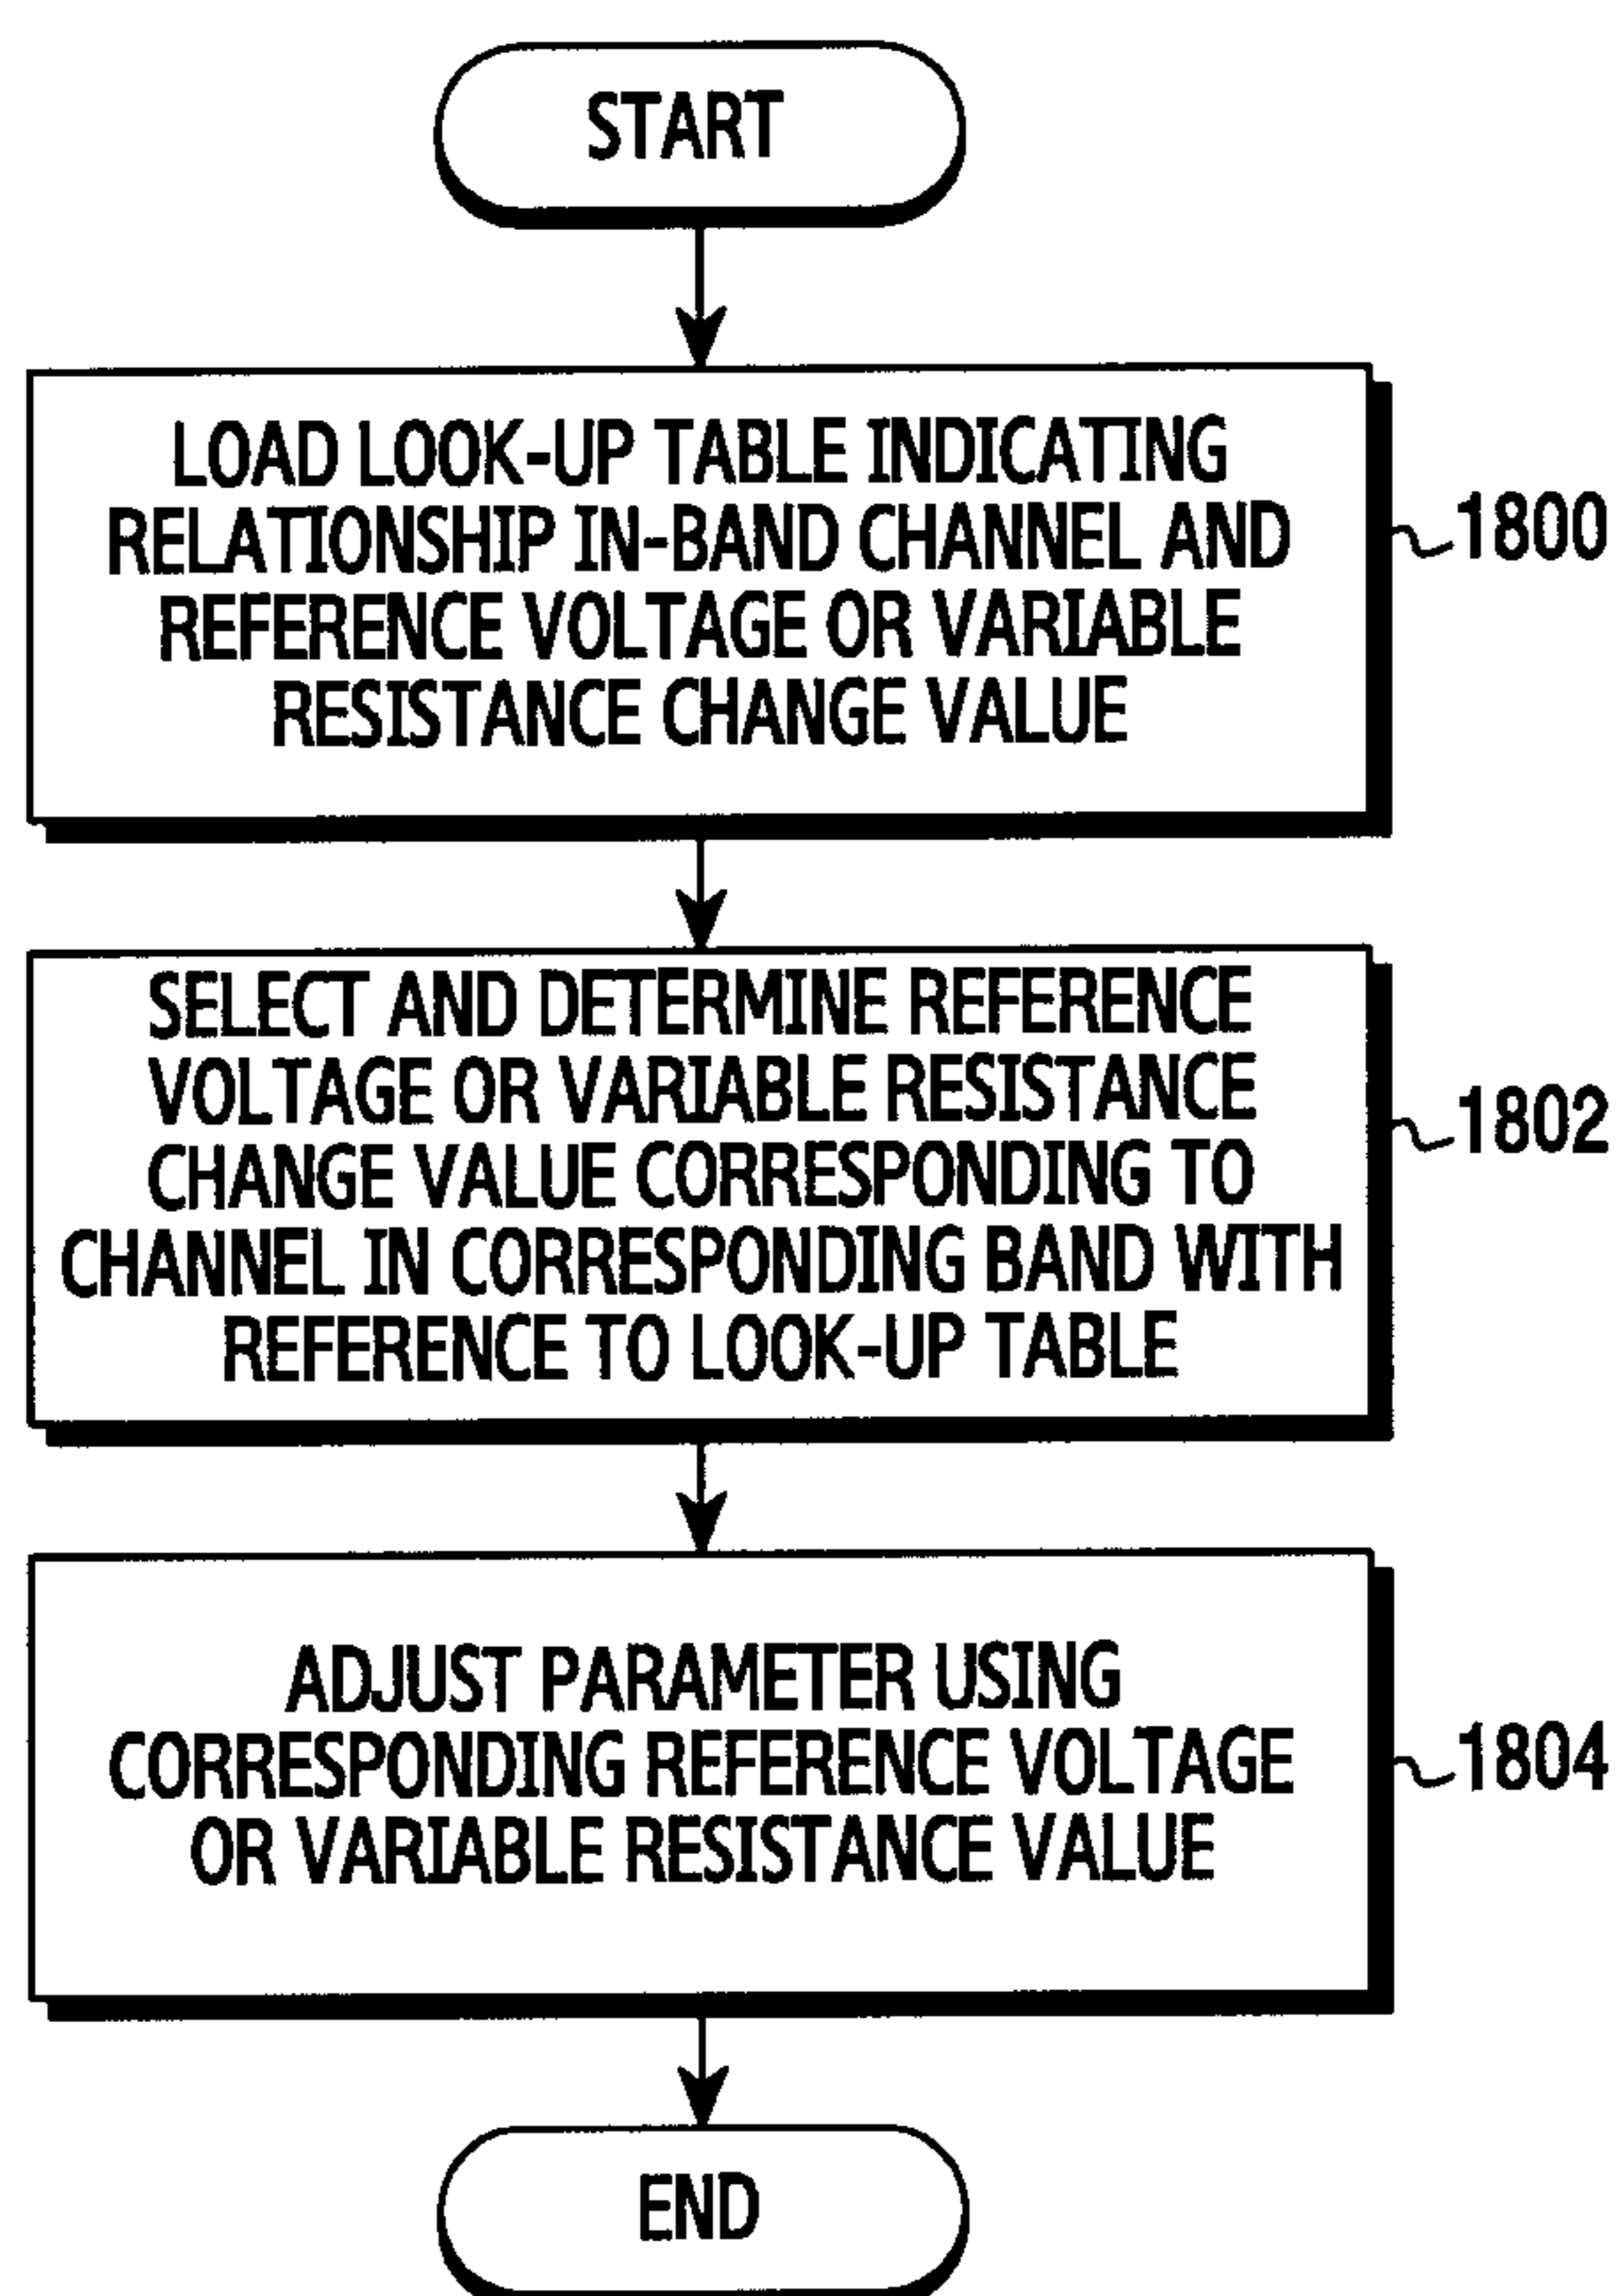 START
LOAD LOOK-UP TABLE INDICATING
RELATIONSHIP IN-BAND CHANNEL AND
REFERENCE VOLTAGE OR VARIABLE
RESISTANCE CHANGE VALUE
1800
SELECT AND DETERMINE REFERENCE
VOLTAGE OR VARIABLE RESISTANCE
CHANGE VALUE CORRESPONDING TO
CHANNEL IN CORRESPONDING BAND WITH
REFERENCE TO LOOK-UP TABLE
1802
ADJUST PARAMETER USING
CORRESPONDING REFERENCE VOLTAGE
OR VARIABLE RESISTANCE VALUE
1804
END